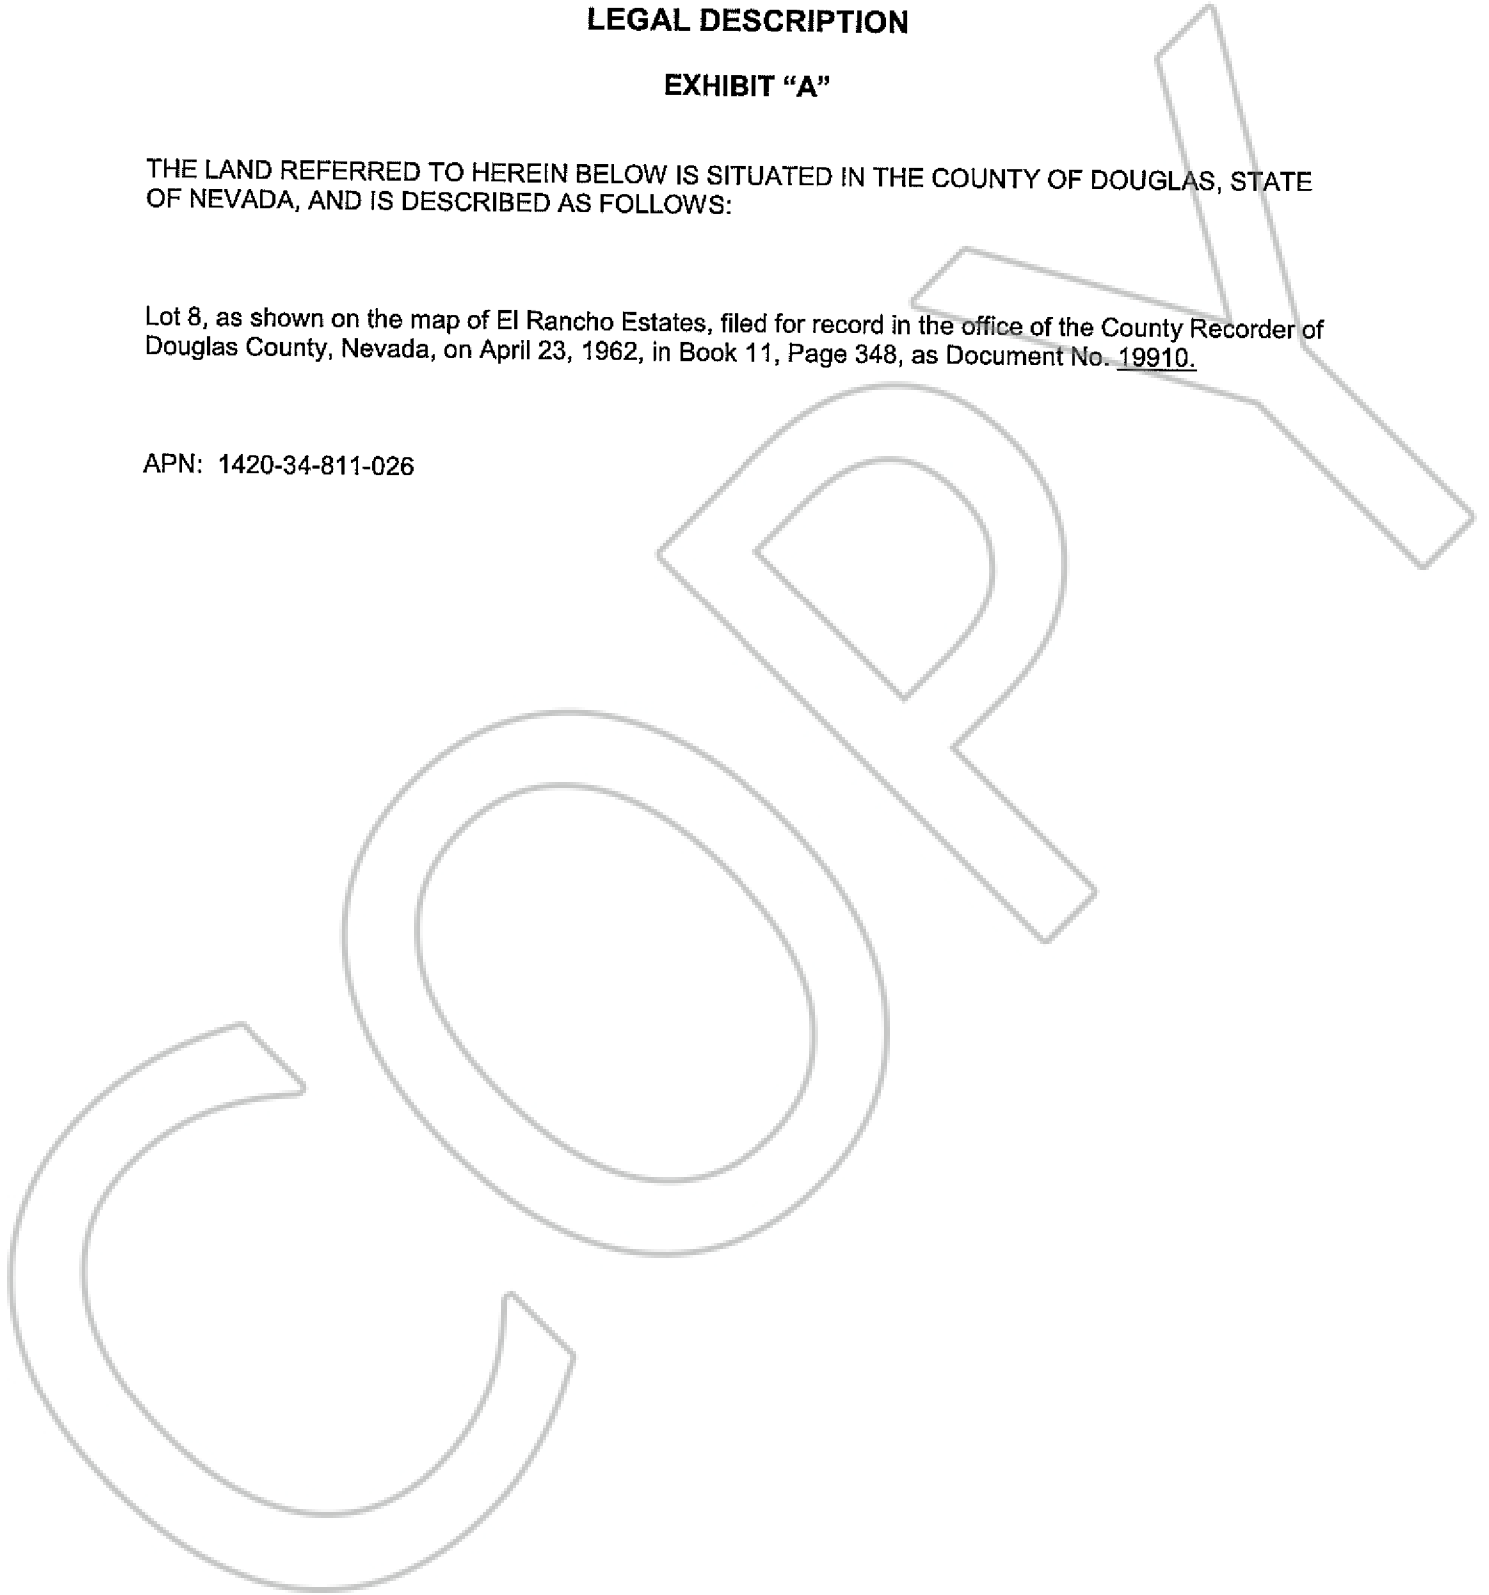 LEGAL DESCRIPTION
EXHIBIT “A”
THE LAND REFERRED TO HEREIN BELOW IS SITUATED IN THE COUNTY OF DOUGLAS, STATE
OF NEVADA, AND IS DESCRIBED AS FOLLOWS:
Lot 8, as shown on the map of El Rancho Estates, filed for record in the office of the County Recorder of
Douglas County, Nevada, on April 23, 1962, in Book 11, Page 348, as Document No. 19910.
APN: 1420-34-811-026
COPY